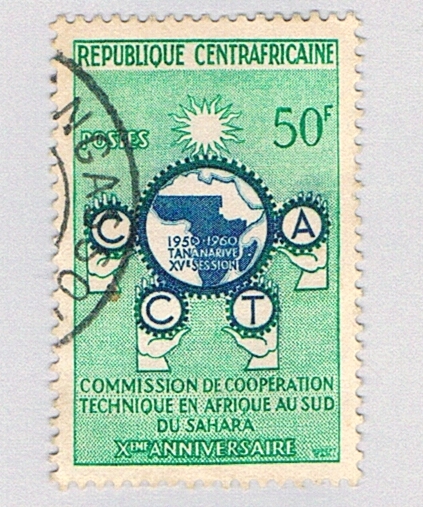 REPUBLIQUE CENTRAFRICAINE
POSTES
50F
C
C
T
A
1950-1960
TANANARIVE
XVe SESSION
COMMISSION DE COOPÉRATION
TECHNIQUE EN AFRIQUE AU SUD
DU SAHARA
XEME ANNIVERSAIRE